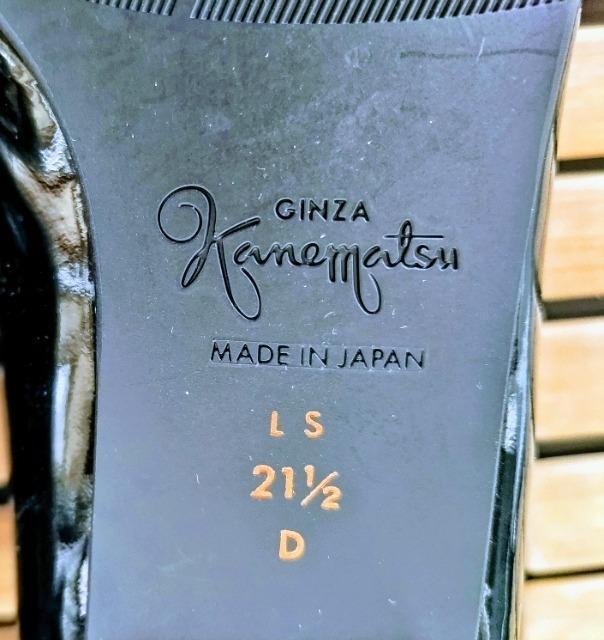 GINZA
Kanematsu
MADE IN JAPAN
L S
21½
D